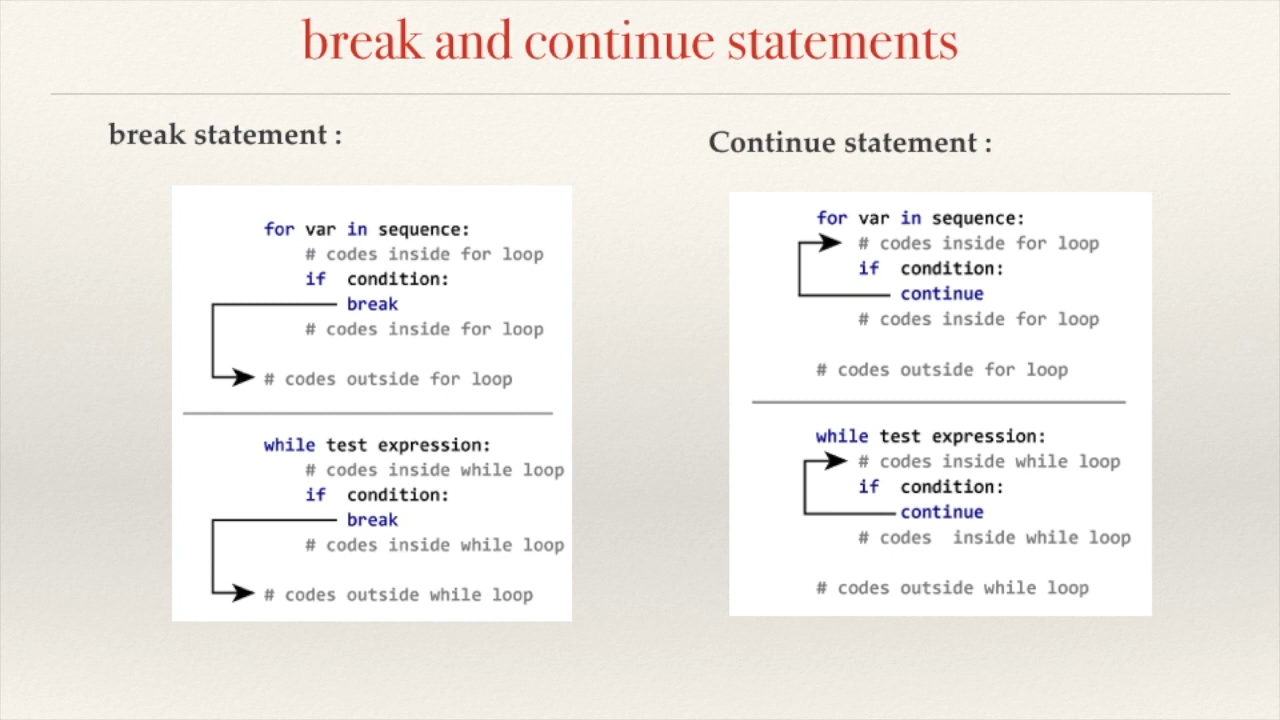 break and continue statements
break statement :
for var in sequence:
# codes inside for loop
if condition:
break
# codes inside for loop
# codes outside for loop
while test expression:
# codes inside while loop
if condition:
break
# codes inside while loop
# codes outside while loop
Continue statement :
for var in sequence:
# codes inside for loop
if condition:
continue
# codes inside for loop
# codes outside for loop
while test expression:
# codes inside while loop
if condition:
continue
# codes inside while loop
# codes outside while loop